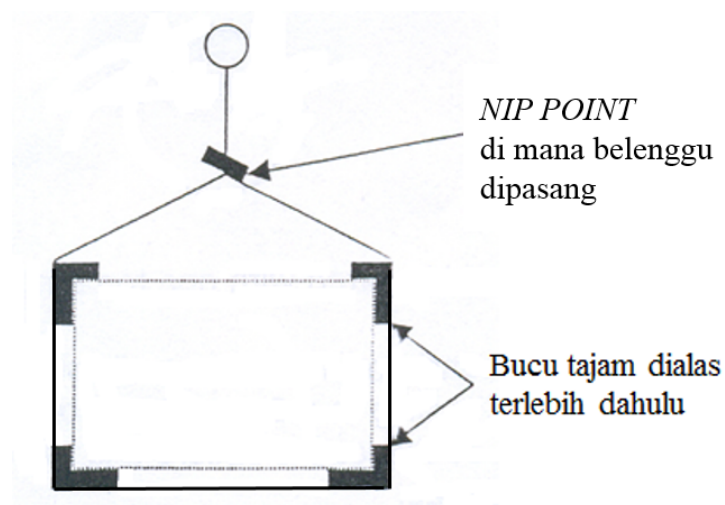 NIP POINT
di mana belenggu
dipasang
Bucu tajam dialas
terlebih dahulu